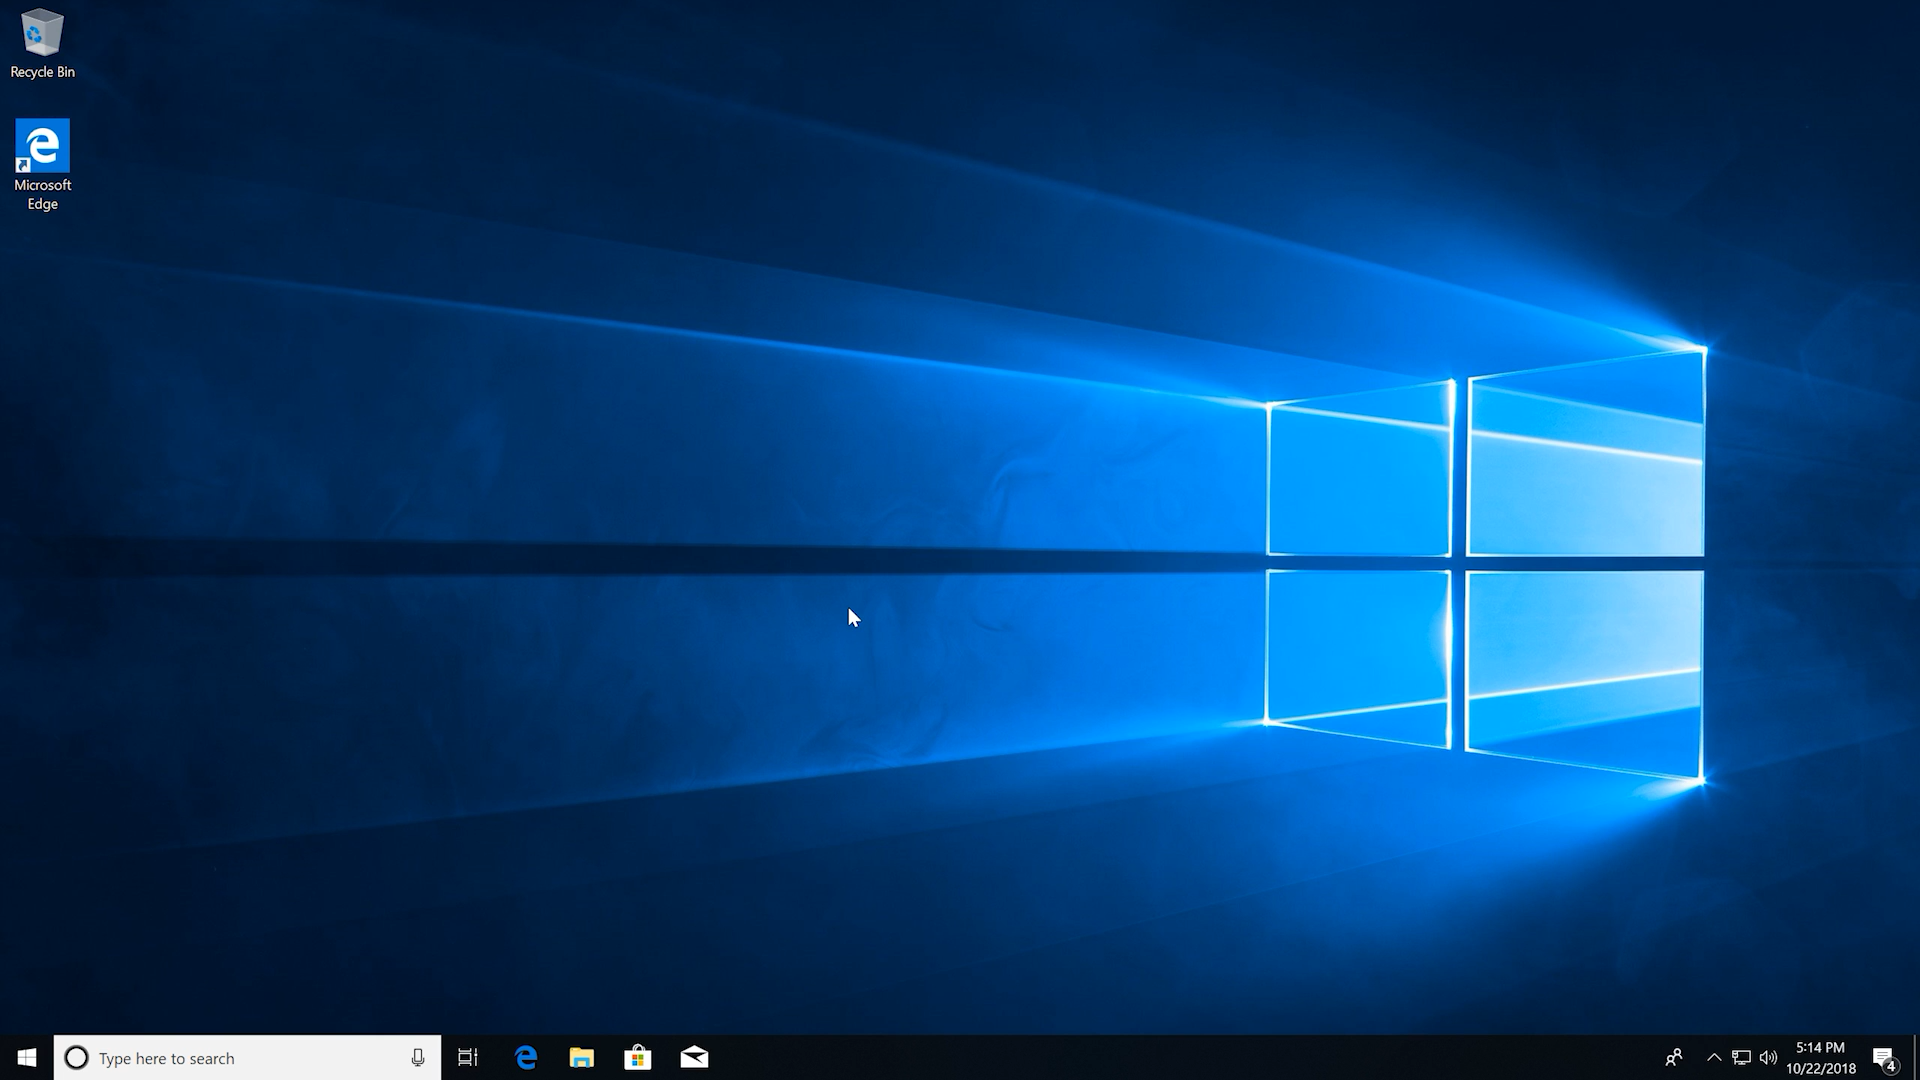 Recycle Bin
Microsoft
Edge
Type here to search
5:14 PM
10/22/2018
4